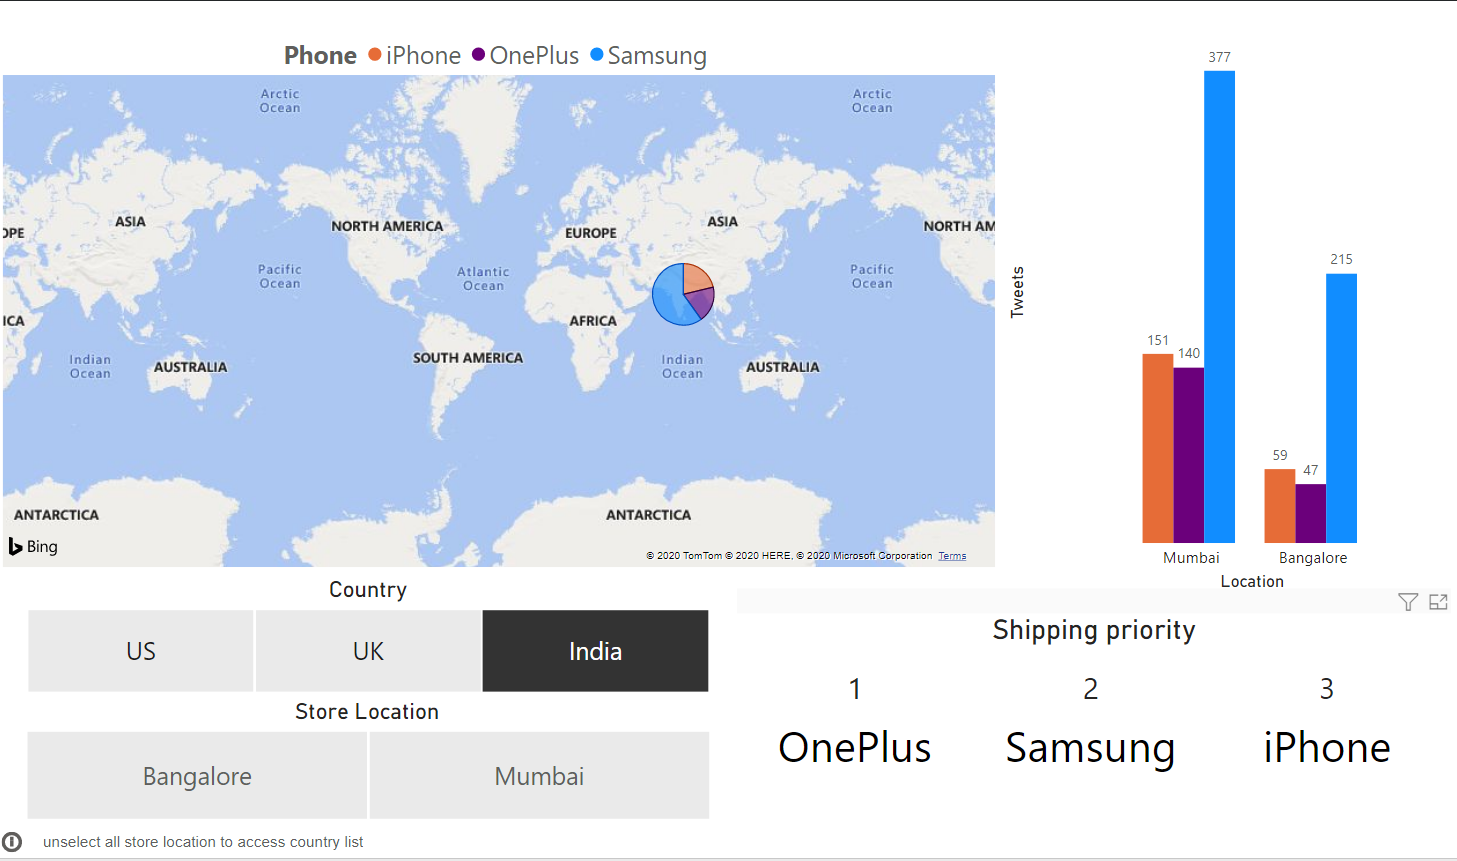 Phone iPhone OnePlus Samsung
Arctic
Ocean
Arctic
Ocean
ASIA
NORTH AMERICA
OPE
EUROPE
ASIA
NORTH AM
Pacific
Ocean
Atlantic
Ocean
Pacific
Ocean
ICA
AFRICA
Indian
Ocean
AUSTRALIA
SOUTH AMERICA
Indian
Ocean
AUSTRALIA
ANTARCTICA
ANTARCTICA
Bing
© 2020 TomTom © 2020 HERE, © 2020 Microsoft Corporation Terms
Tweets
377
151
140
215
59
47
Mumbai
Bangalore
Location
Country
US
UK
India
Store Location
Bangalore
Mumbai
unselect all store location to access country list
Shipping priority
1
2
3
OnePlus
Samsung
iPhone